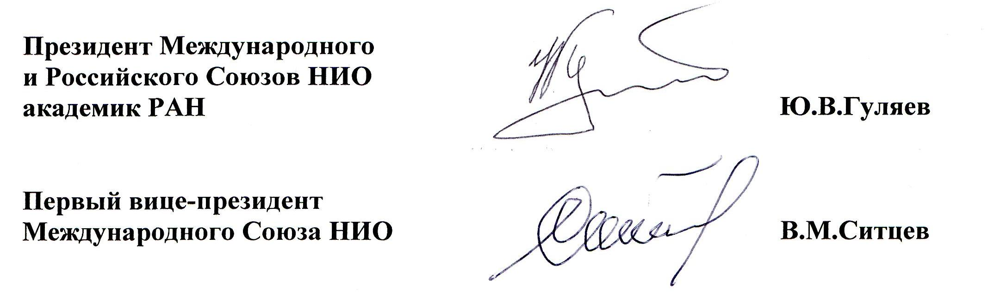 Президент Международного
и Российского Союзов НИО
академик РАН
Ю.В.Гуляев
Первый вице-президент
Международного Союза НИО
В.М.Ситцев